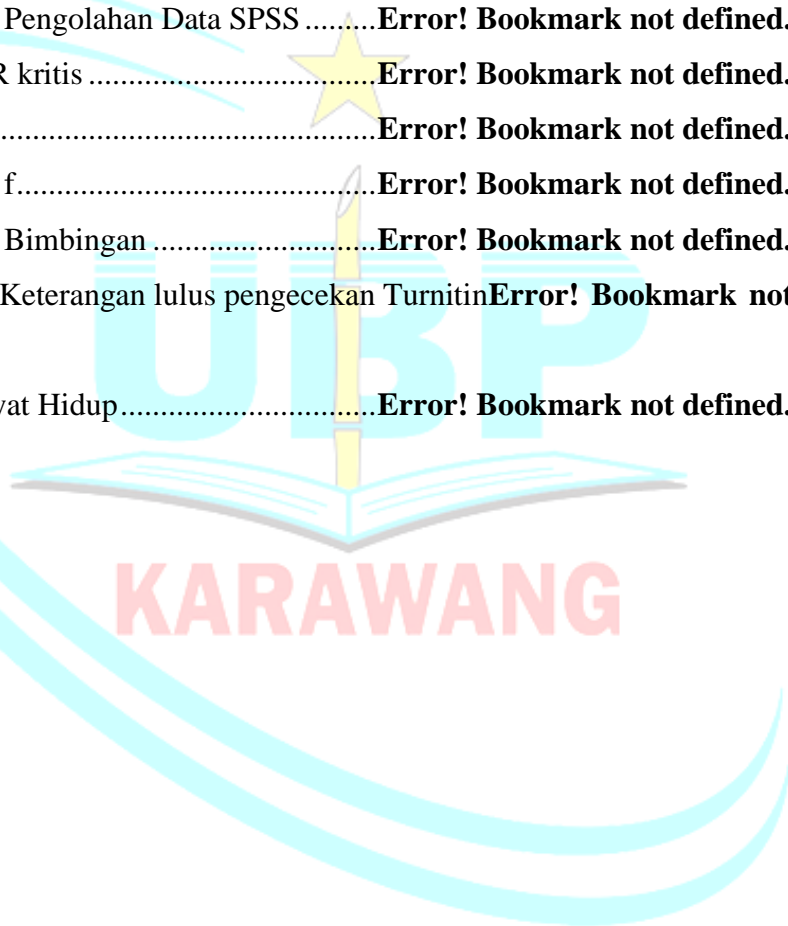 Pengolahan Data SPSS.........Error! Bookmark not defined.
R kritis....................................Error! Bookmark not defined.
...............................................Error! Bookmark not defined.
f.............................................Error! Bookmark not defined.
Bimbingan............................Error! Bookmark not defined.
Keterangan lulus pengecekan TurnitinError! Bookmark not
yat Hidup................................Error! Bookmark not defined.
UBP
KARAWANG